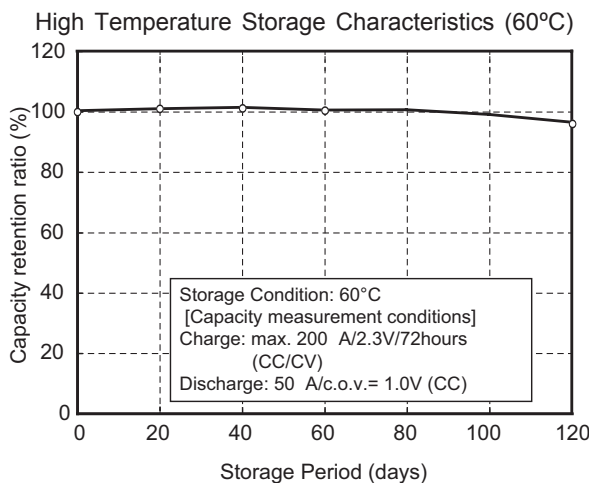 High Temperature Storage Characteristics (60ºC)
120
100
80
60
40
20
0
Capacity retention ratio (%)
Storage Condition: 60°C
[Capacity measurement conditions]
Charge: max. 200 A/2.3V/72hours
(CC/CV)
Discharge: 50 A/c.o.v.= 1.0V (CC)
0 20 40 60 80 100 120
Storage Period (days)